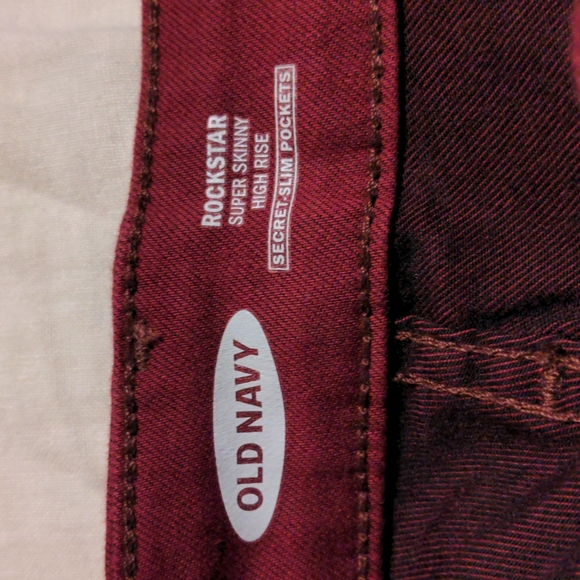 OLD NAVY
ROCKSTAR
SUPER SKINNY
HIGH RISE
SECRET-SLIM POCKETS